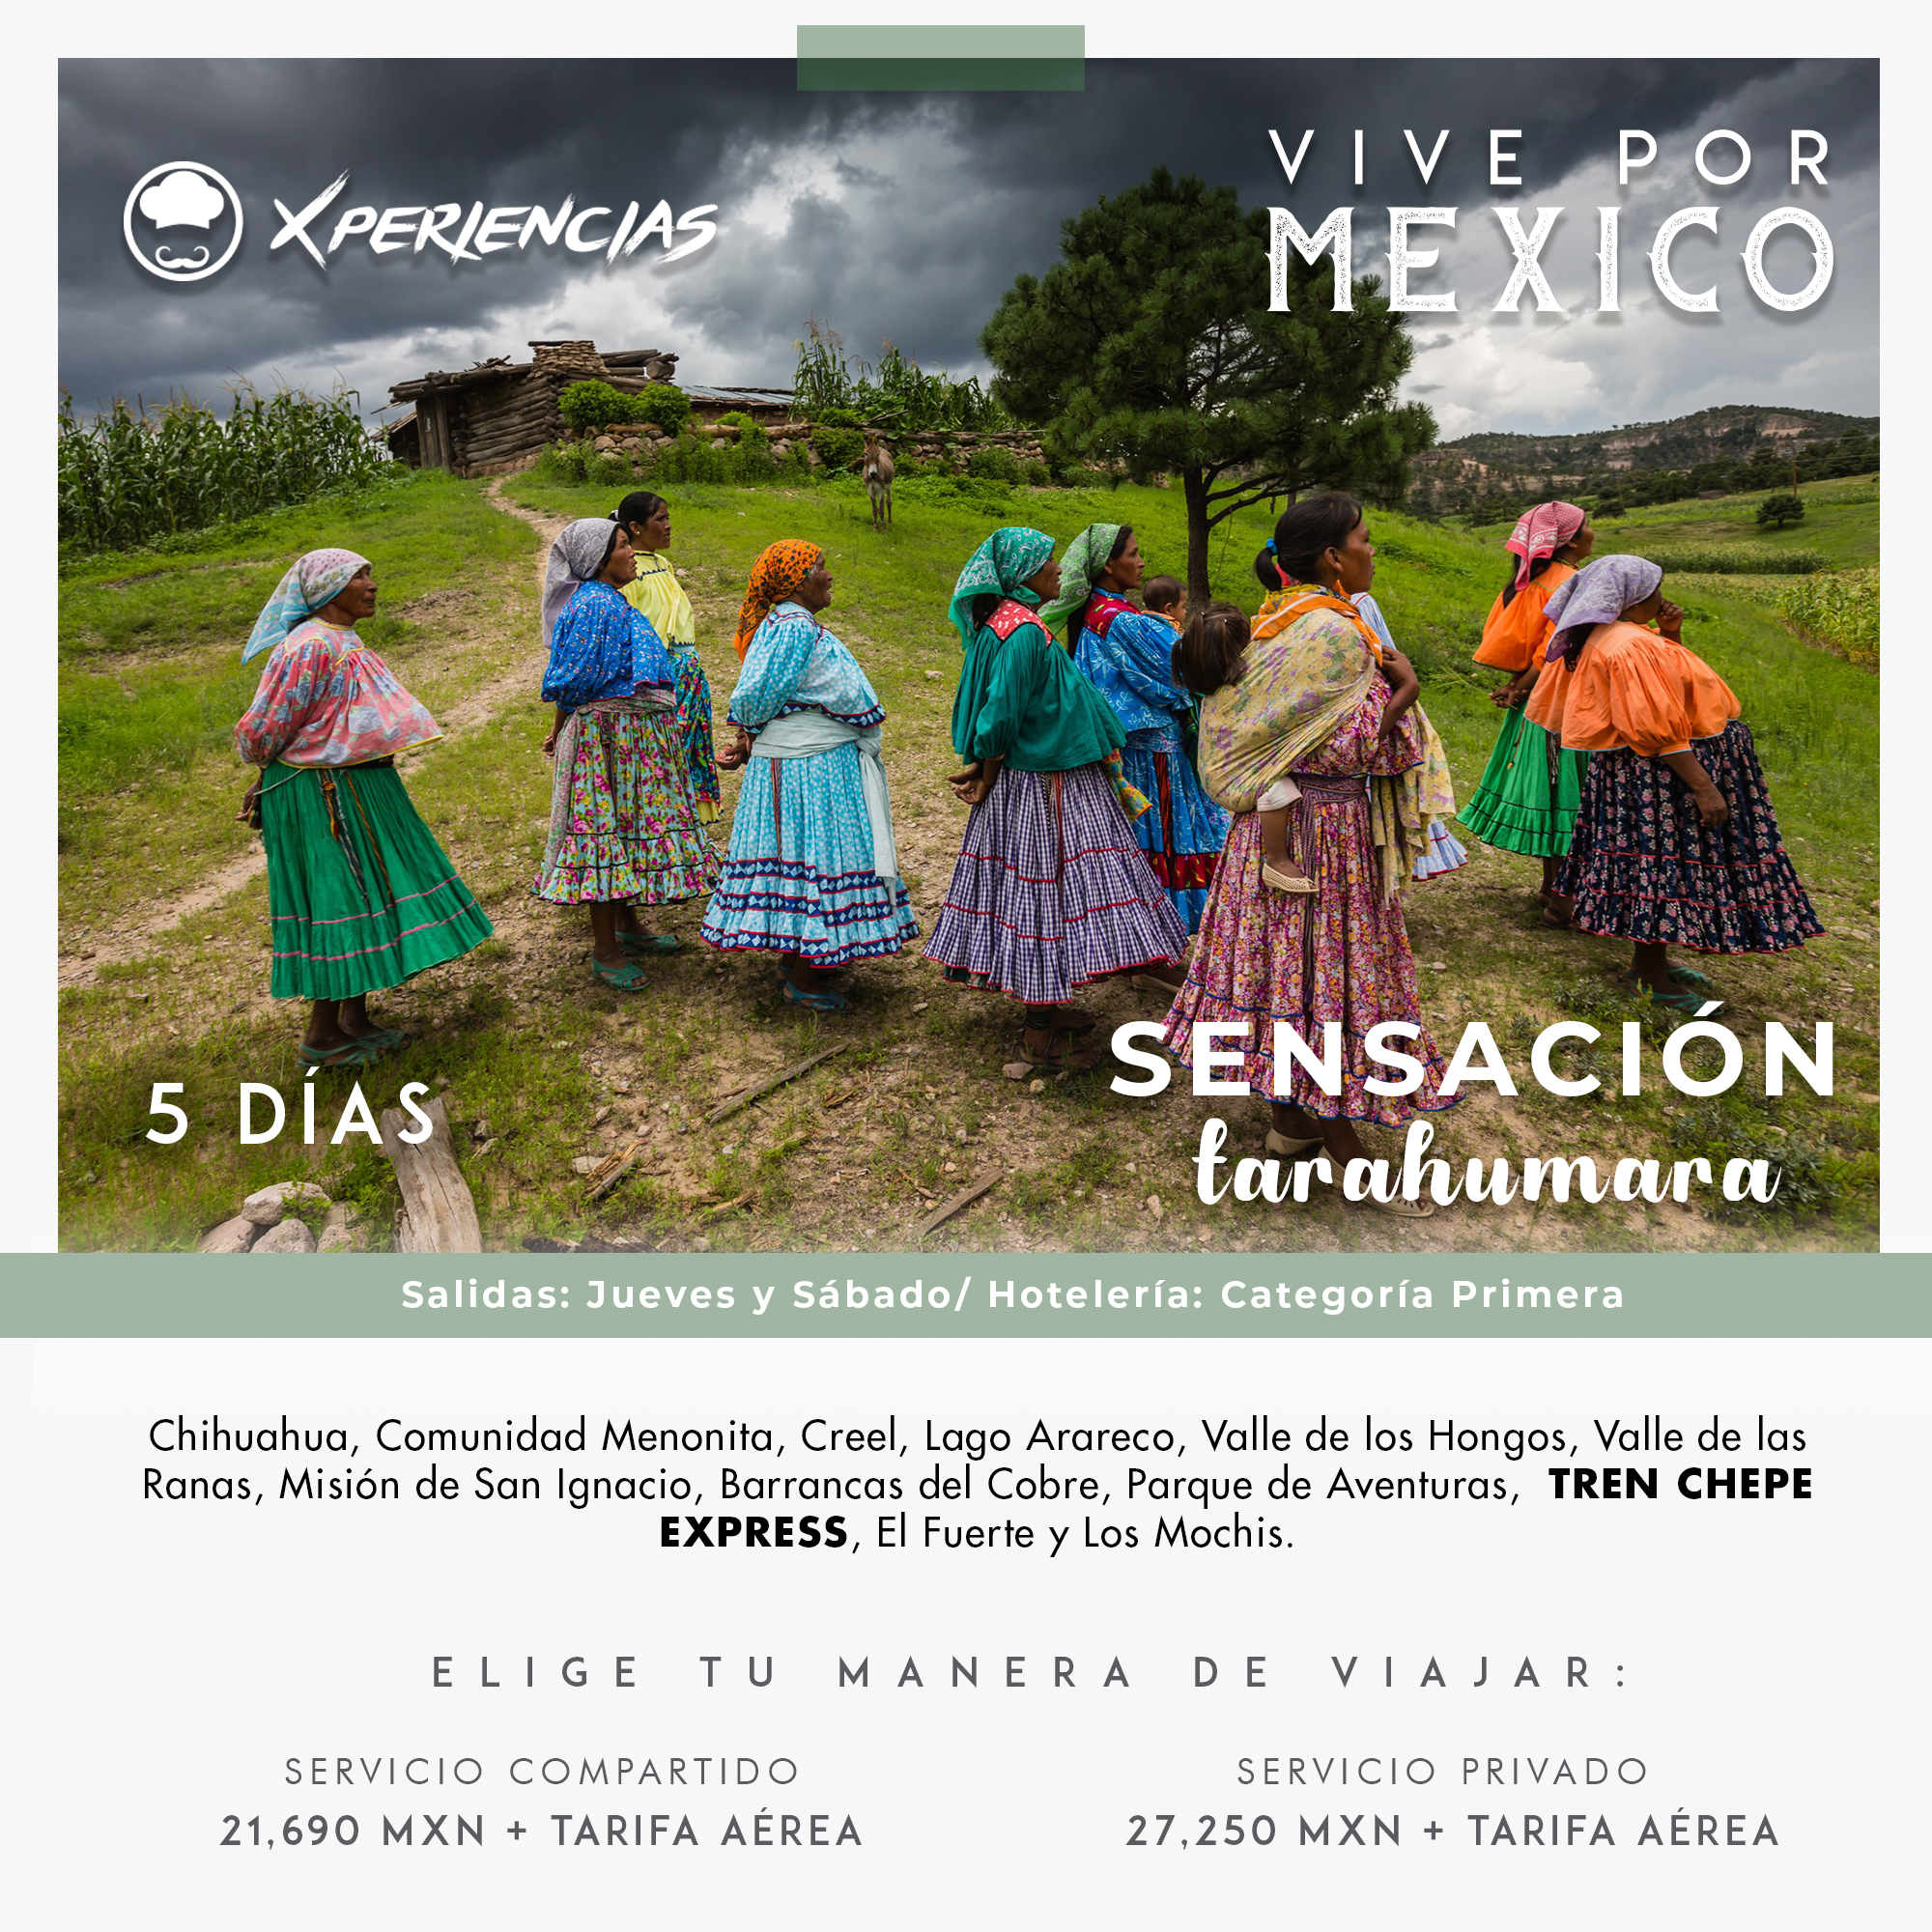 XPERIENCIAS
VIVE POR
MEXICO
5 DÍAS
SENSACIÓN
tarahumara
Salidas: Jueves y Sábado/ Hotelería: Categoría Primera
Chihuahua, Comunidad Menonita, Creel, Lago Arareco, Valle de los Hongos, Valle de las
Ranas, Misión de San Ignacio, Barrancas del Cobre, Parque de Aventuras, TREN CHEPE
EXPRESS, El Fuerte y Los Mochis.
ELIGE TU MANERA DE VIAJAR:
SERVICIO COMPARTIDO
21,690 MXN + TARIFA AÉREA
SERVICIO PRIVADO
27,250 MXN + TARIFA AÉREA